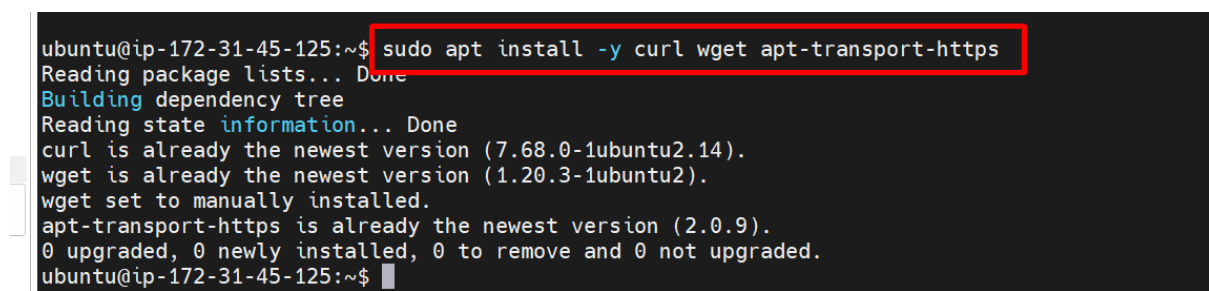 ubuntu@ip-172-31-45-125:~$ sudo apt install -y curl wget apt-transport-https
Reading package lists... Done
Building dependency tree
Reading state information... Done
curl is already the newest version (7.68.0-1ubuntu2.14).
wget is already the newest version (1.20.3-1ubuntu2).
wget set to manually installed.
apt-transport-https is already the newest version (2.0.9).
0 upgraded, 0 newly installed, 0 to remove and 0 not upgraded.
ubuntu@ip-172-31-45-125:~$